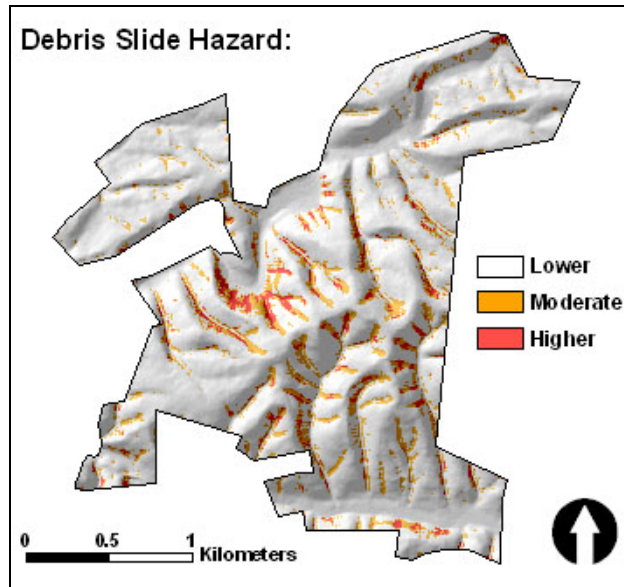 Debris Slide Hazard:
Lower
Moderate
Higher
0 0.5 1
Kilometers